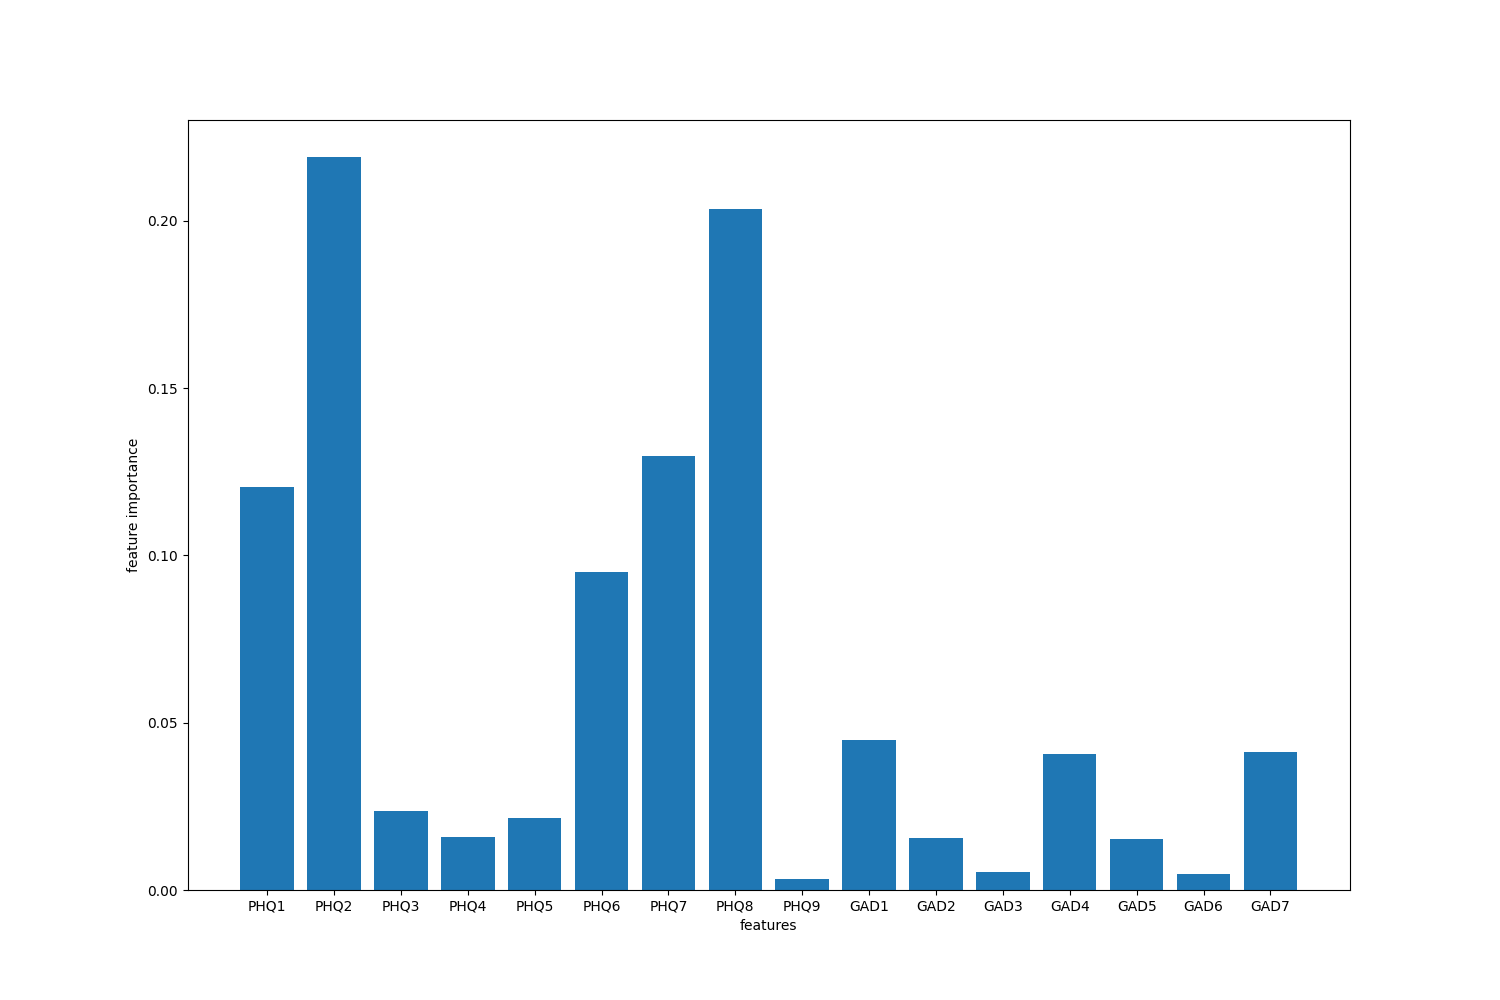 0.20
0.15
0.10
0.05
0.00
feature importance
PHQ1 PHQ2 PHQ3 PHQ4 PHQ5 PHQ6 PHQ7 PHQ8 PHQ9 GAD1 GAD2 GAD3 GAD4 GAD5 GAD6 GAD7
features